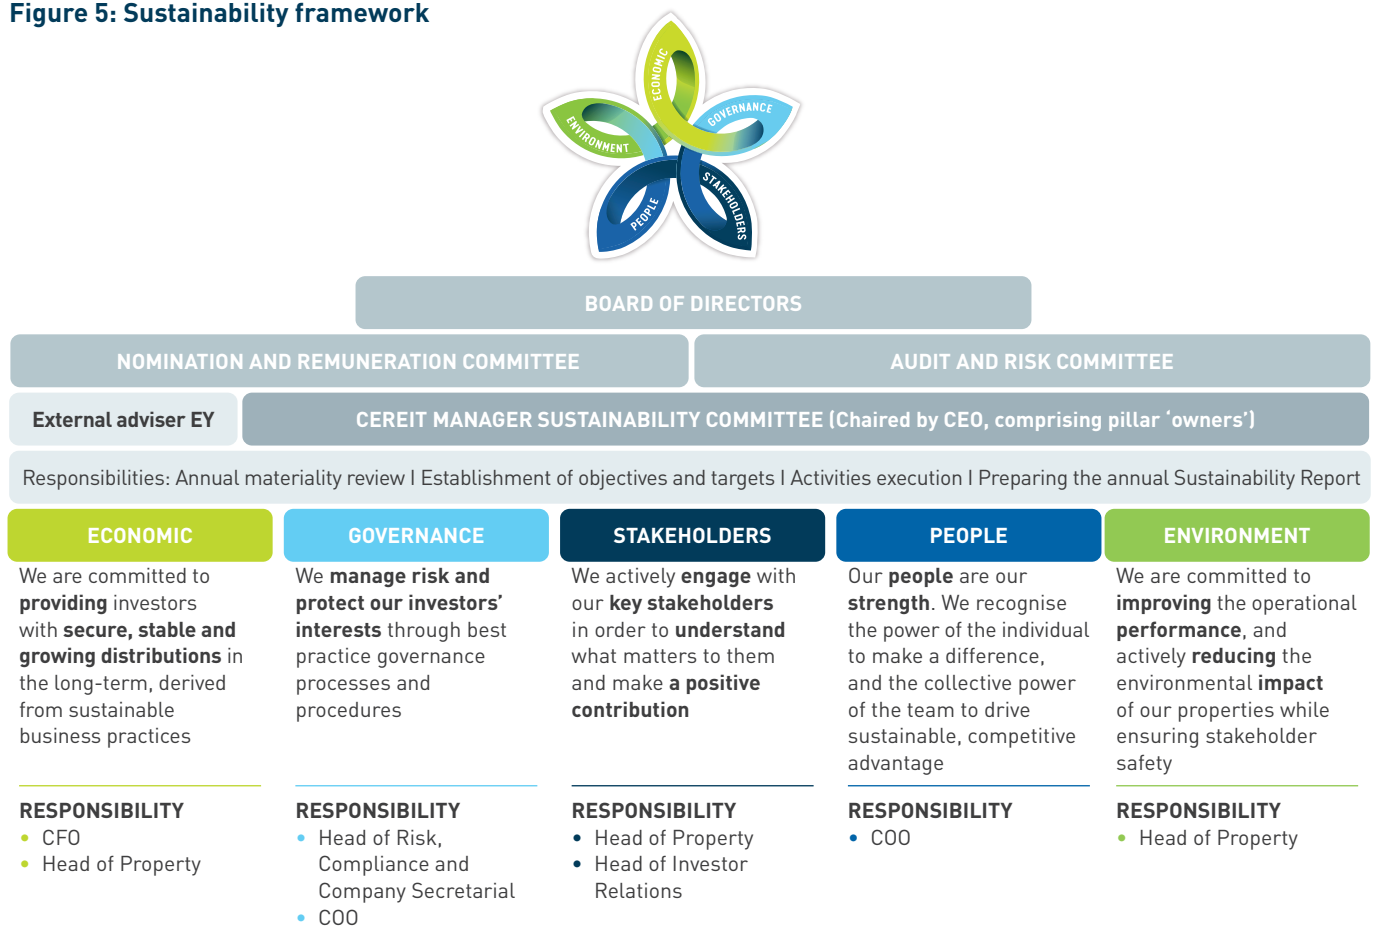 Figure 5: Sustainability framework
ECONOMIC
GOVERNANCE
ENVIRONMENT
STAKEHOLDERS
PEOPLE
BOARD OF DIRECTORS
NOMINATION AND REMUNERATION COMMITTEE
AUDIT AND RISK COMMITTEE
External adviser EY
CEREIT MANAGER SUSTAINABILITY COMMITTEE (Chaired by CEO, comprising pillar ‘owners’)
Responsibilities: Annual materiality review I Establishment of objectives and targets I Activities execution I Preparing the annual Sustainability Report
ECONOMIC
We are committed to
providing investors
with secure, stable and
growing distributions in
the long-term, derived
from sustainable
business practices
RESPONSIBILITY
• CFO
• Head of Property
GOVERNANCE
We manage risk and
protect our investors’
interests through best
practice governance
processes and
procedures
RESPONSIBILITY
• Head of Risk,
Compliance and
Company Secretarial
• COO
STAKEHOLDERS
We actively engage with
our key stakeholders
in order to understand
what matters to them
and make a positive
contribution
RESPONSIBILITY
• Head of Property
• Head of Investor
Relations
PEOPLE
Our people are our
strength. We recognise
the power of the individual
to make a difference,
and the collective power
of the team to drive
sustainable, competitive
advantage
RESPONSIBILITY
• COO
ENVIRONMENT
We are committed to
improving the operational
performance, and
actively reducing the
environmental impact
of our properties while
ensuring stakeholder
safety
RESPONSIBILITY
• Head of Property